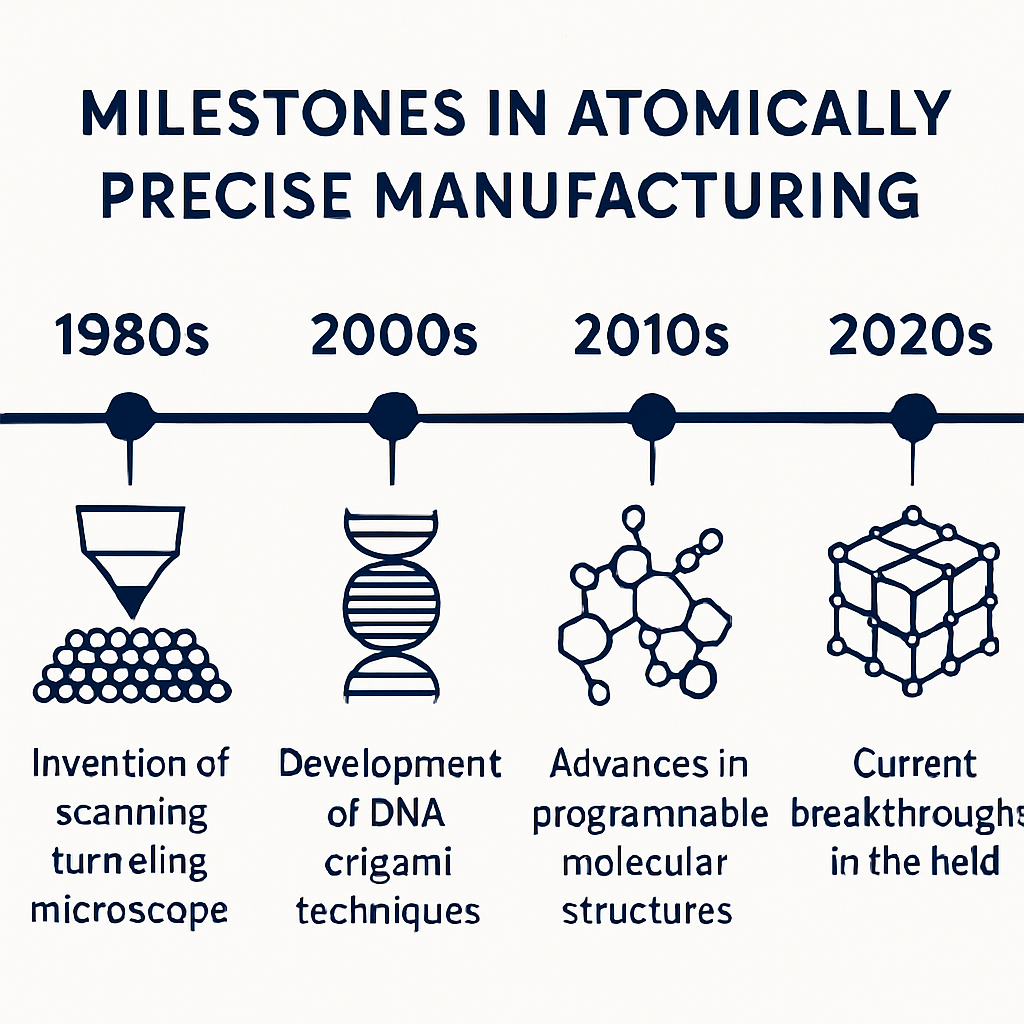 MILESTONES IN ATOMICALLY
PRECISE MANUFACTURING
1980s
2000s
2010s
2020s
Invention of
scanning
turneling
microscope
Development
of DNA
crigami
techniques
Advances in
programnable
molecular
structures
Current
breakthroughs
in the held